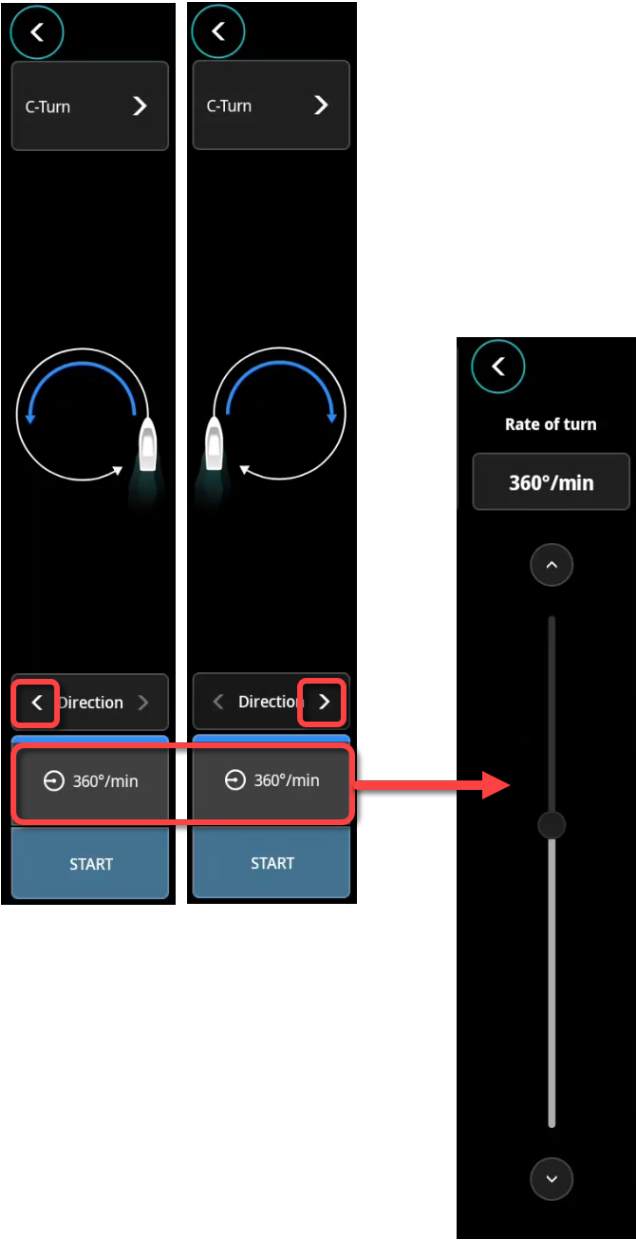 C-Turn
Direction
360°/min
START
C-Turn
Direction
360°/min
START
Rate of turn
360°/min